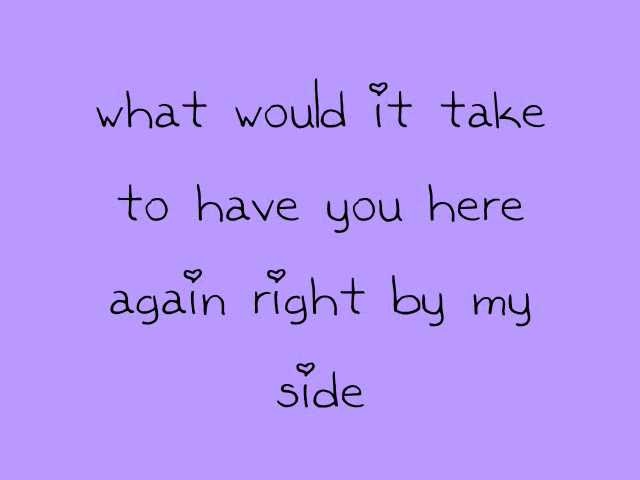 what would it take
to have you here
again right by my
side